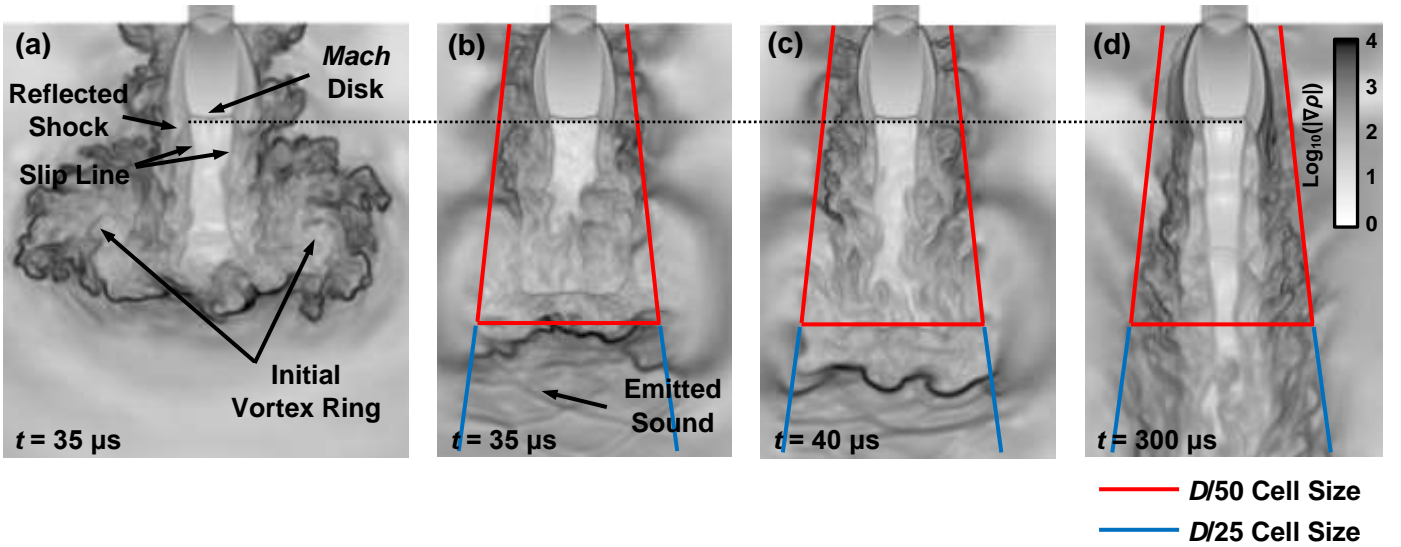 (a)
Mach
Disk
Reflected
Shock
Slip Line
Initial
Vortex Ring
t = 35 µs
(b)
Emitted
Sound
t = 35 µs
(c)
t = 40 µs
(d)
4
3
2
1
0
Log₁₀(|∇ρ|)
t = 300 µs
D/50 Cell Size
D/25 Cell Size